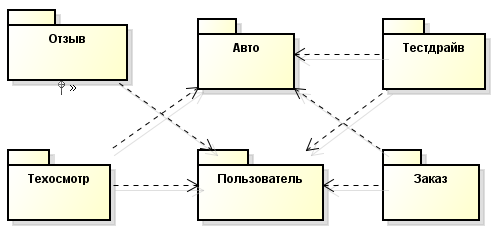 Отзыв
Авто
Тестдрайв
Техосмотр
Пользователь
Заказ